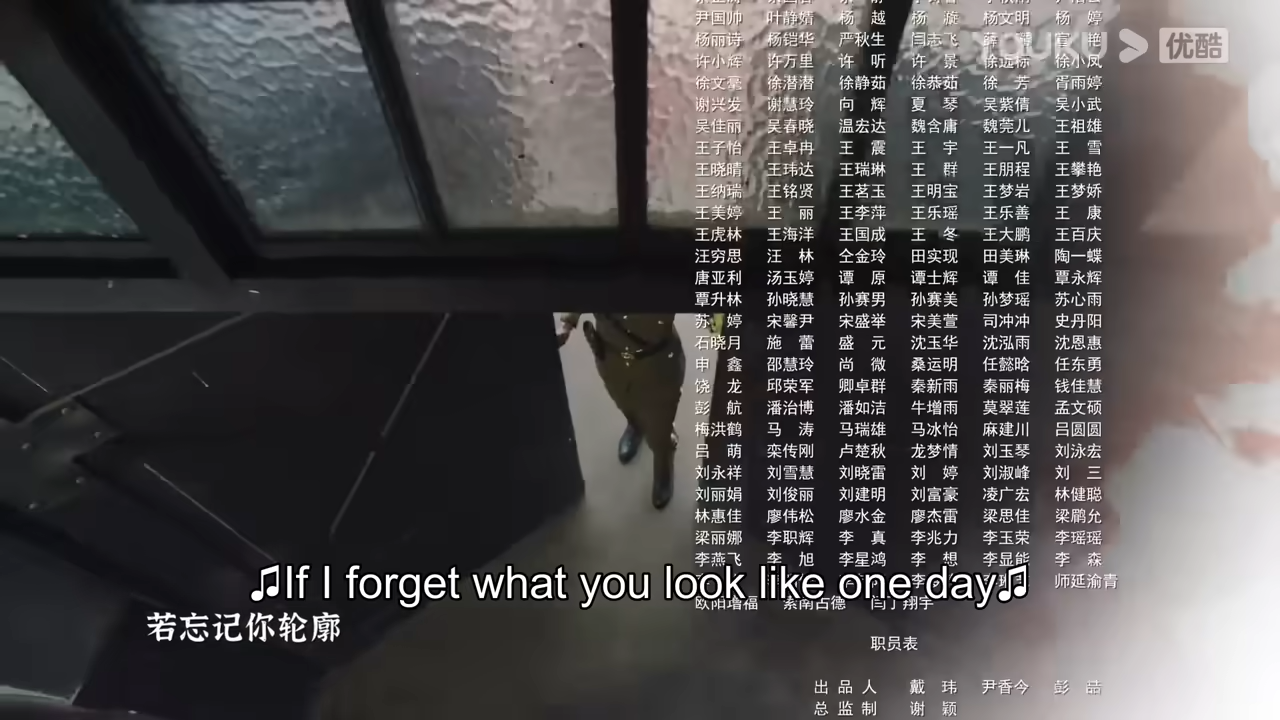 尹国帅 叶静婧 杨 越 杨 漩 杨文明 杨 婷
杨丽诗 杨铠华 严秋生 闫志飞 薛 艳
YOUKU 优酷
许小辉 许万里 许 听 许 景 徐远标 徐小凤
徐文毫 徐潜潜 徐静茹 徐恭茹 徐 芳 胥雨婷
谢兴发 谢慧玲 向 辉 夏 琴 吴紫倩 吴小武
吴佳丽 吴春晓 温宏达 魏含庸 魏莞儿 王祖雄
王子怡 王卓冉 王 震 王 宇 王一凡 王 雪
王晓晴 王玮达 王瑞琳 王 群 王朋程 王攀艳
王纳瑞 王铭贤 王茗玉 王明宝 王梦岩 王梦娇
王美婷 王 丽 王李萍 王乐瑶 王乐善 王 康
王虎林 王海洋 王国成 王 冬 王大鹏 王百庆
汪穷思 汪 林 仝金玲 田实现 田美琳 陶一蝶
唐亚利 汤玉婷 谭 原 谭士辉 谭 佳 覃永辉
覃升林 孙晓慧 孙赛男 孙赛美 孙梦瑶 苏心雨
苏 婷 宋馨尹 宋盛举 宋美萱 司冲冲 史丹阳
石晓月 施 蕾 盛 元 沈玉华 沈泓雨 沈恩惠
申 鑫 邵慧玲 尚 微 桑运明 任懿晗 任东勇
饶 龙 邱荣军 卿卓群 秦新雨 秦丽梅 钱佳慧
彭 航 潘治博 潘如洁 牛增雨 莫翠莲 孟文硕
梅洪鹤 马 涛 马瑞雄 马冰怡 麻建川 吕圆圆
吕 萌 栾传刚 卢楚秋 龙梦情 刘玉琴 刘泳宏
刘永祥 刘雪慧 刘晓雷 刘 婷 刘淑峰 刘 三
刘丽娟 刘俊丽 刘建明 刘富豪 凌广宏 林健聪
林惠佳 廖伟松 廖水金 廖杰雷 梁思佳 梁鹛允
梁丽娜 李职辉 李 真 李兆力 李玉荣 李瑶瑶
李燕飞 李 旭 李星鸿 李 想 李显能 李 森
师延渝青
♫If I forget what you look like one day♫
欧阳增福 索南古德 闫丁翔宇
若忘记你轮廓
职员表
出品人 戴 玮 尹香今 彭 喆
总监制 谢 颖